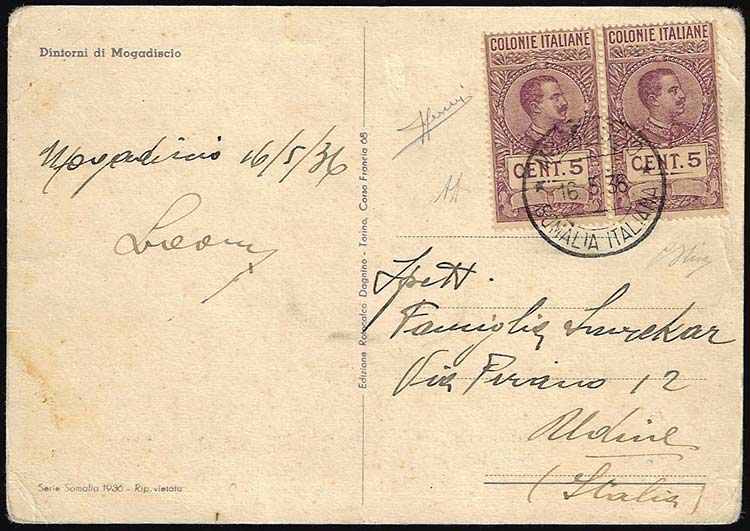 Dintorni di Mogadiscio
Mogadiscio 16/5/36
Serie Somalia 1936 - Rip. vietata
Edizione Rotocalco Dagnino - Torino, Corso Francia 68
COLONIE ITALIANE
CENT. 5
COLONIE ITALIANE
CENT. 5
16.5.36
SOMALIA ITALIANA
Spett.
Famiglia Smrekar
Via Pirano 12
Udine
(Italia)